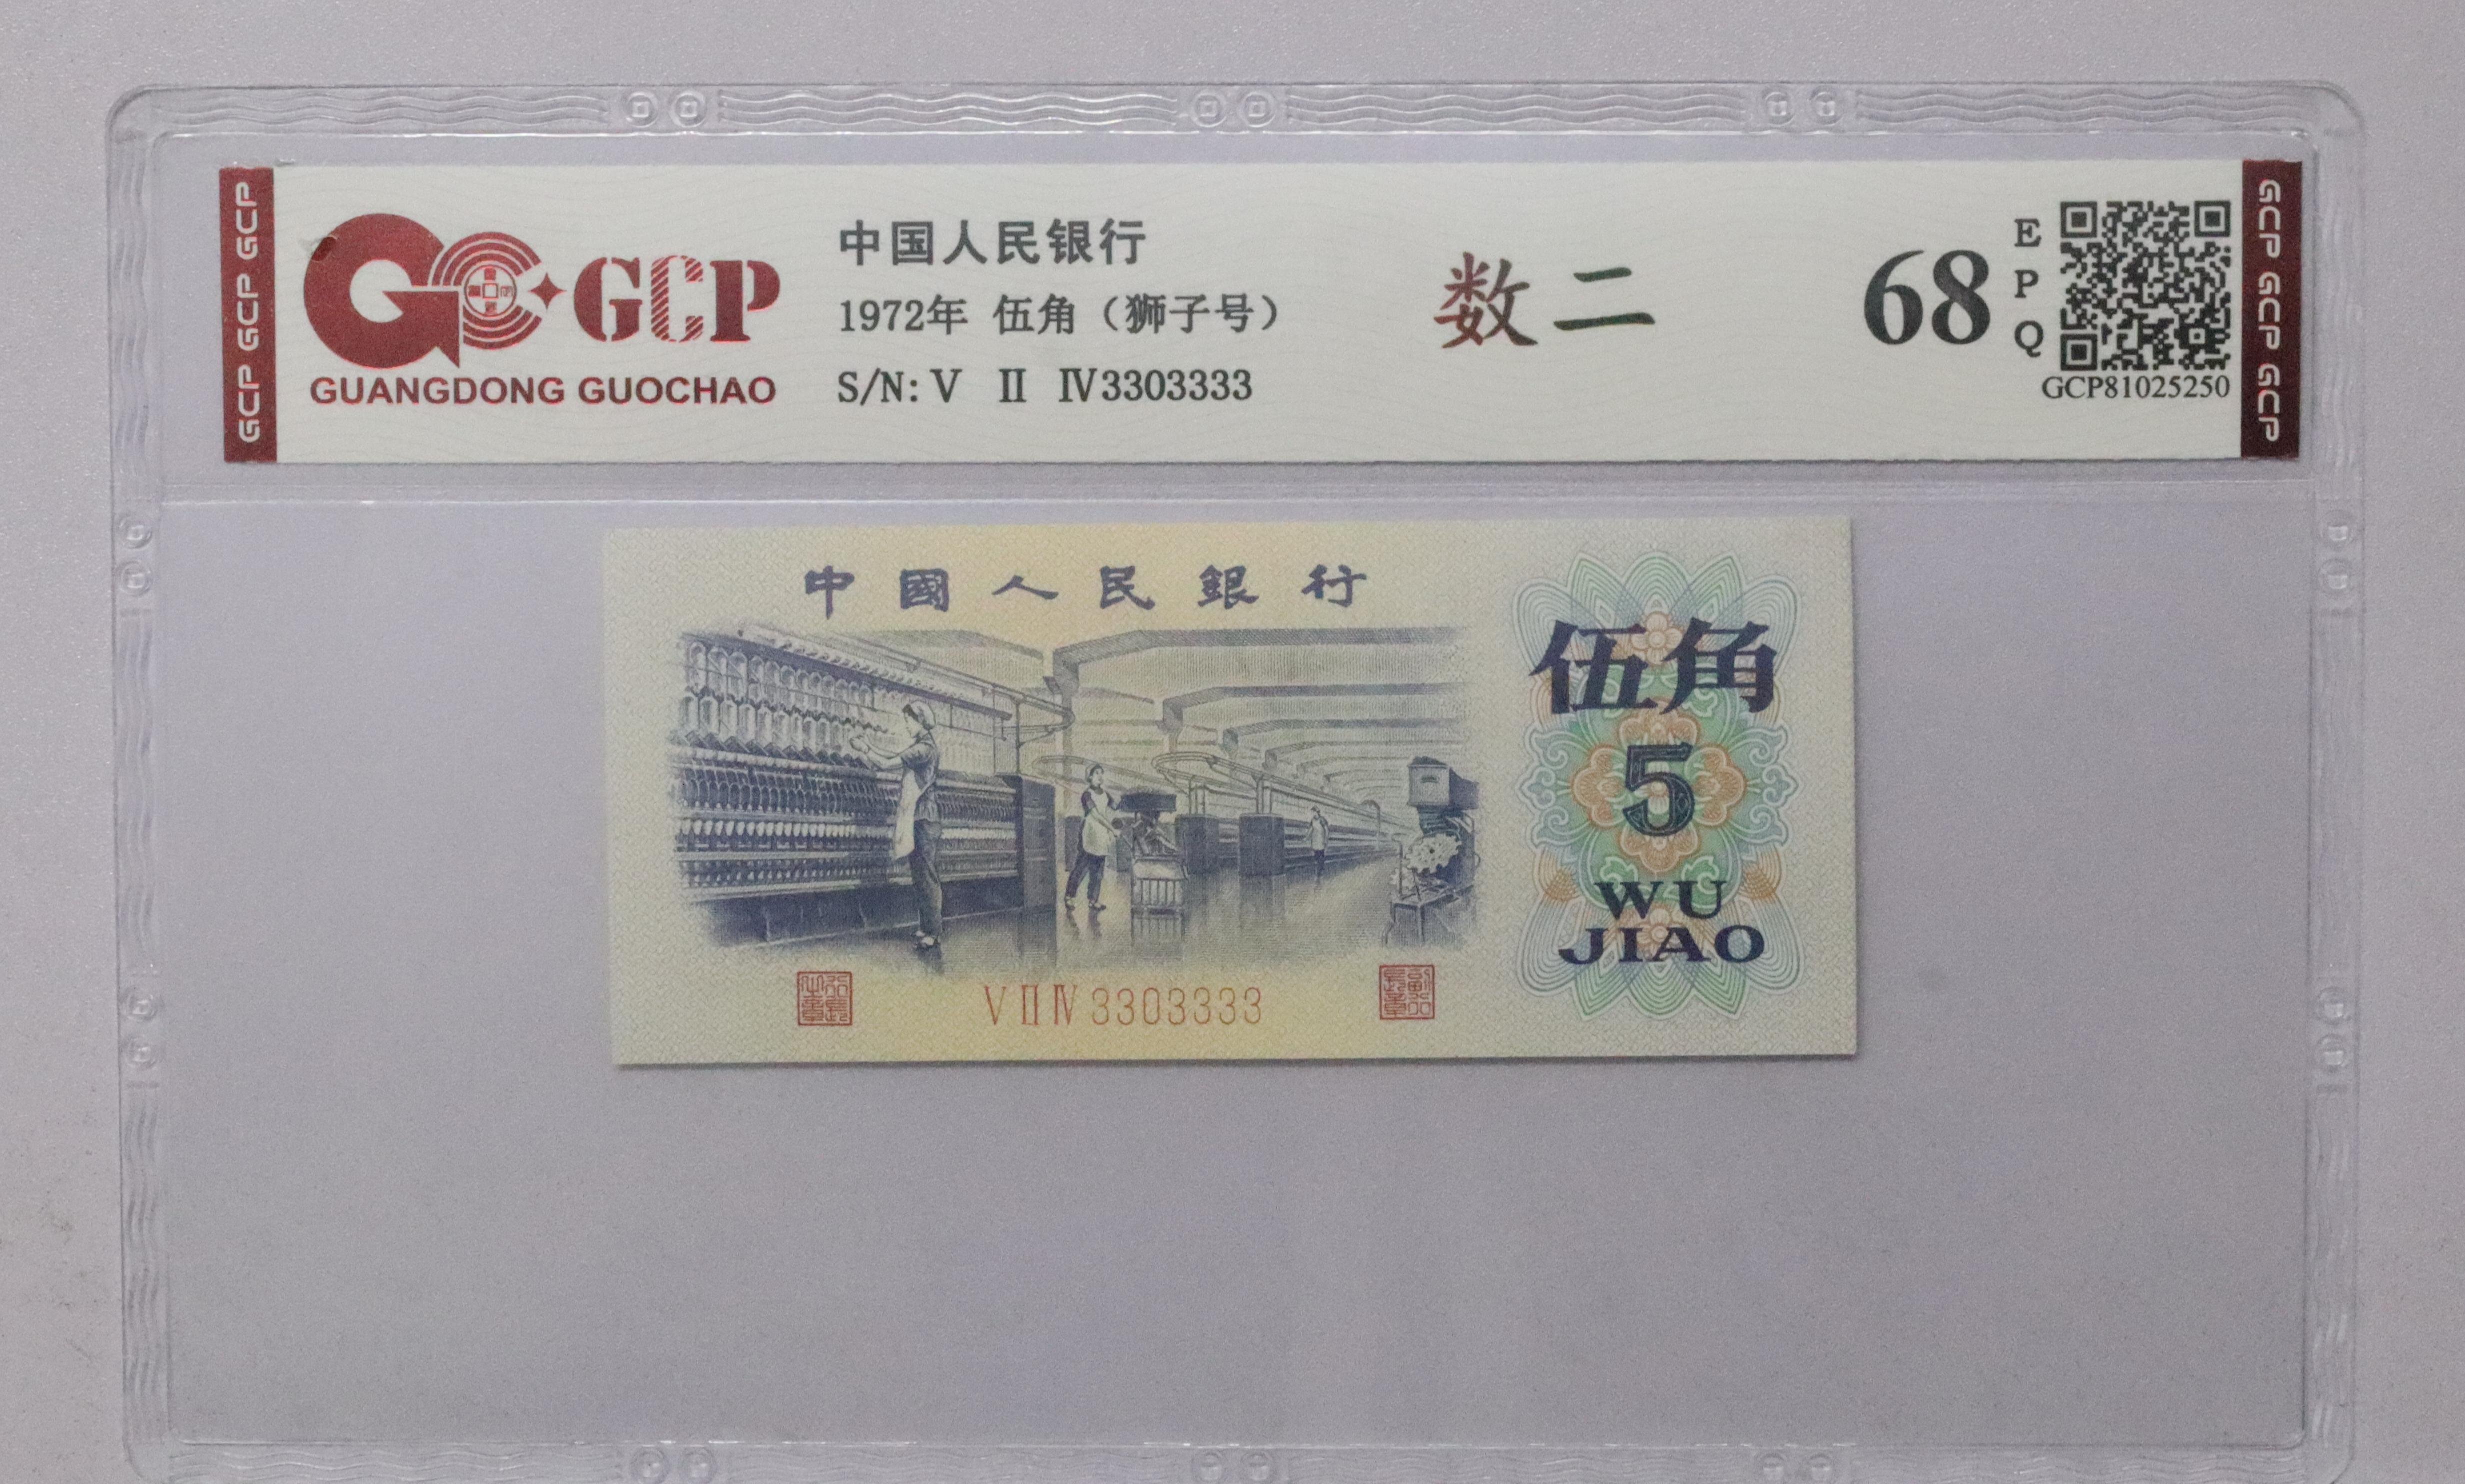 GCP GCP GCP
GCP
GUANGDONG GUOCHAO
中国人民银行
1972年 伍角（狮子号）
S/N: V Ⅱ Ⅳ3303333
数二
68
EPQ
GCP81025250
GCP GCP GCP
中國人民銀行
伍角
5
WU
JIAO
V Ⅱ Ⅳ 3303333